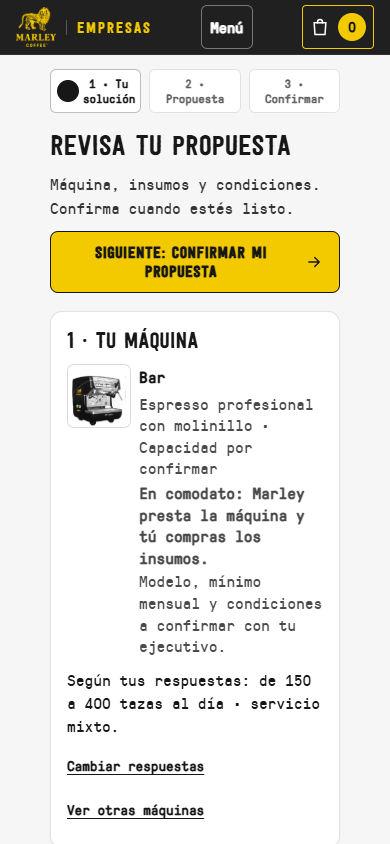 MARLEY
COFFEE
EMPRESAS
Menú
0
1 · Tu
solución
2 ·
Propuesta
3 ·
Confirmar
REVISA TU PROPUESTA
Máquina, insumos y condiciones.
Confirma cuando estés listo.
SIGUIENTE: CONFIRMAR MI
PROPUESTA
1 · TU MÁQUINA
Bar
Espresso profesional
con molinillo ·
Capacidad por
confirmar
En comodato: Marley
presta la máquina y
tú compras los
insumos.
Modelo, mínimo
mensual y condiciones
a confirmar con tu
ejecutivo.
Según tus respuestas: de 150
a 400 tazas al día · servicio
mixto.
Cambiar respuestas
Ver otras máquinas